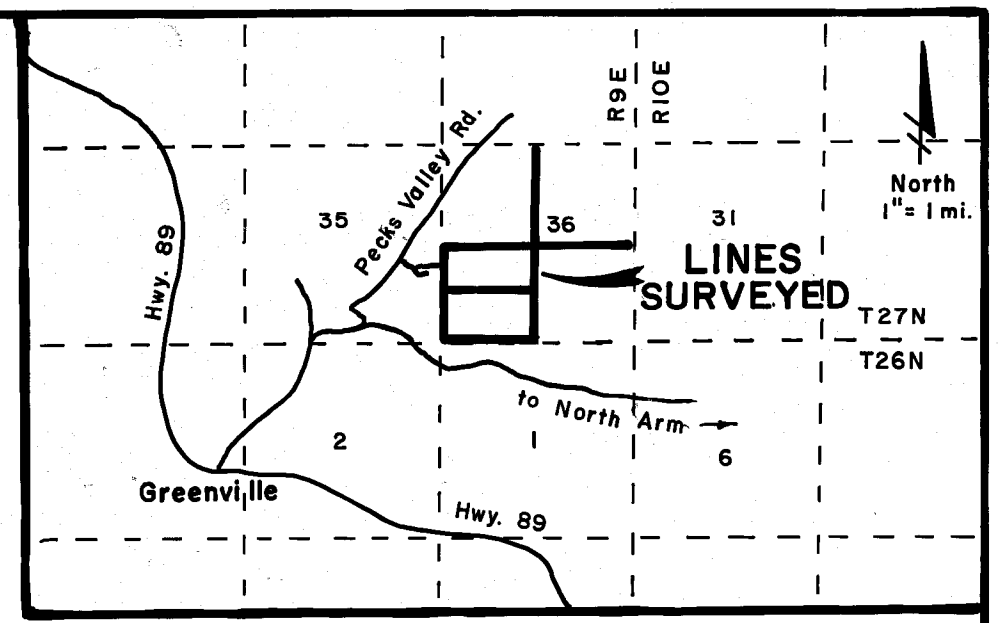 R9E
R10E
Pecks Valley Rd.
North
1"= 1 mi.
35
36
31
Hwy. 89
LINES
SURVEYED
T27N
T26N
to North Arm
2
1
6
Greenville
Hwy. 89